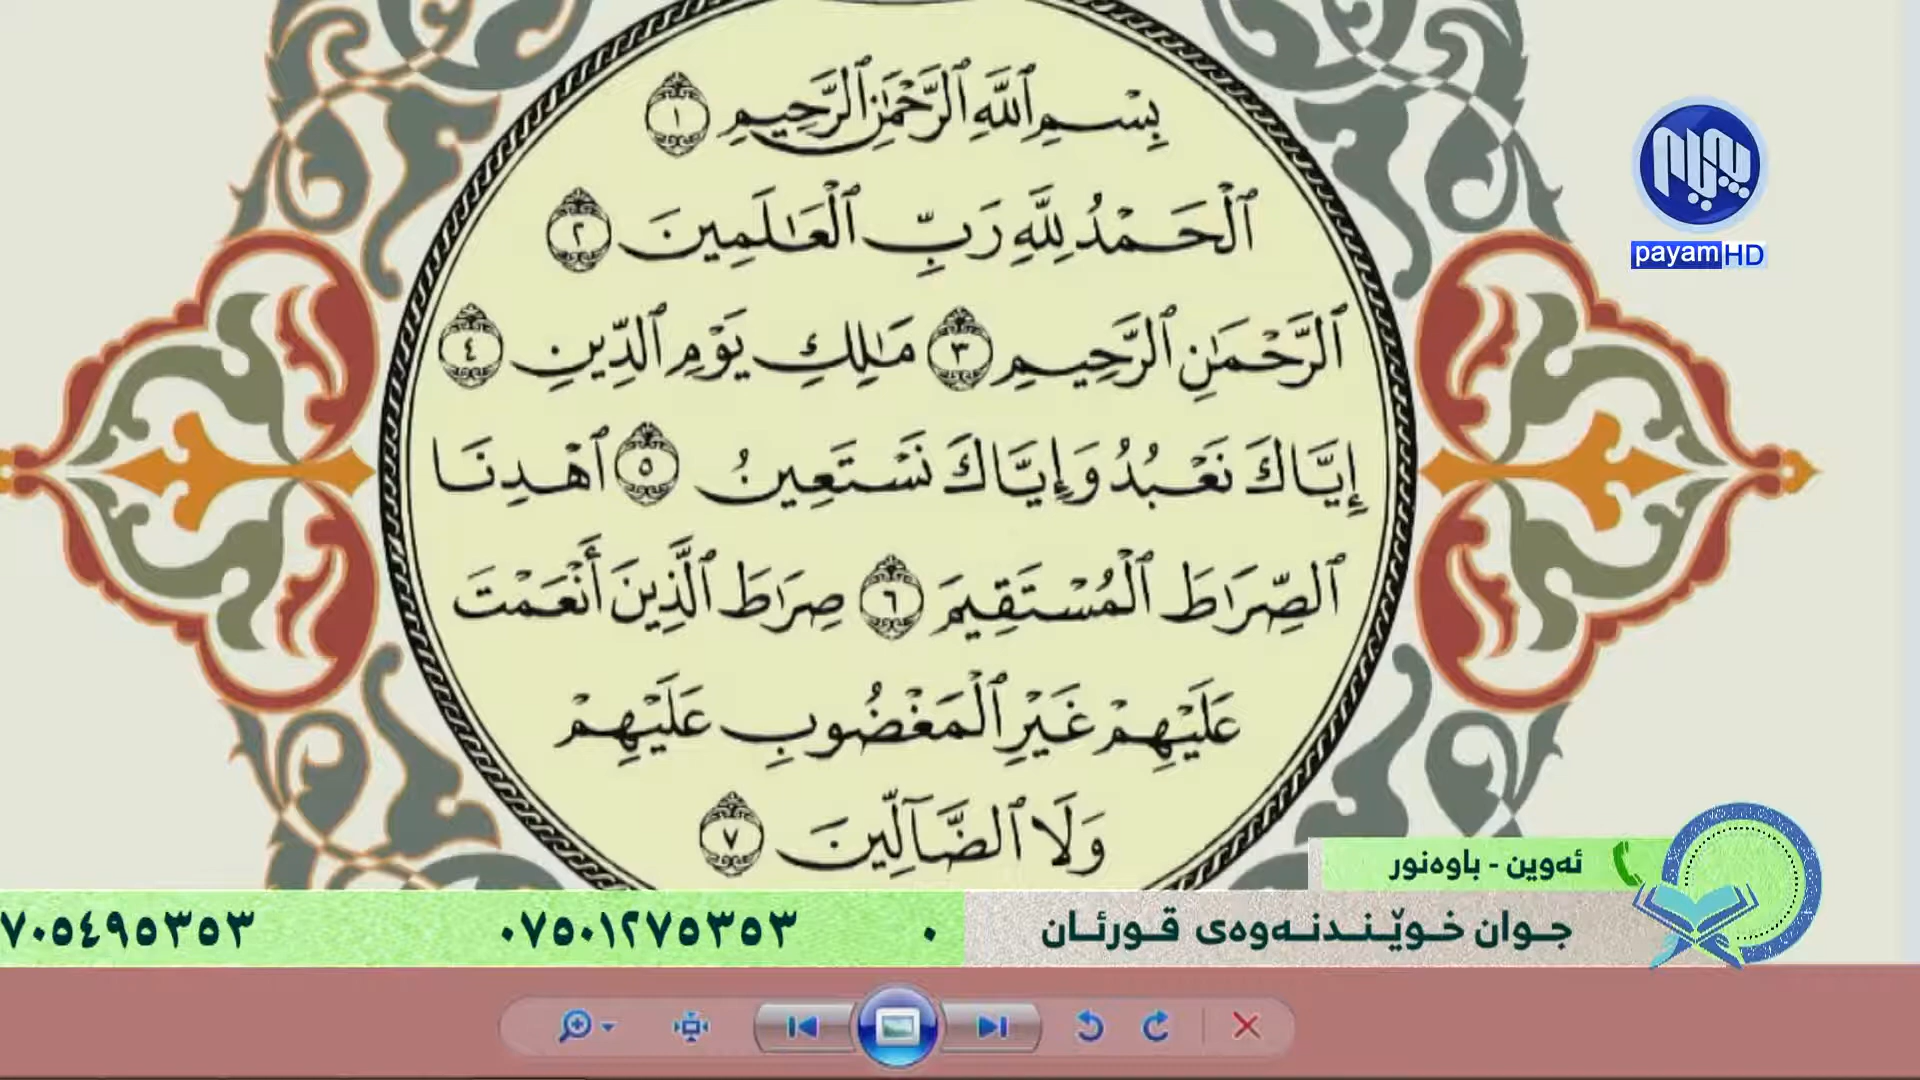 بِسْمِ ٱللَّهِ ٱلرَّحْمَٰنِ ٱلرَّحِيمِ ١
ٱلْحَمْدُ لِلَّهِ رَبِّ ٱلْعَٰلَمِينَ ٢
ٱلرَّحْمَٰنِ ٱلرَّحِيمِ ٣ مَٰلِكِ يَوْمِ ٱلدِّينِ ٤
إِيَّاكَ نَعْبُدُ وَإِيَّاكَ نَسْتَعِينُ ٥ ٱهْدِنَا
ٱلصِّرَٰطَ ٱلْمُسْتَقِيمَ ٦ صِرَٰطَ ٱلَّذِينَ أَنْعَمْتَ
عَلَيْهِمْ غَيْرِ ٱلْمَغْضُوبِ عَلَيْهِمْ
وَلَا ٱلضَّآلِّينَ ٧
پەیام
payam HD
ئەوین - باوەنور
جوان خوێندنەوەی قورئان
٠ ٠٧٥٠١٢٧٥٣٥٣ ٧٠٥٤٩٥٣٥٣